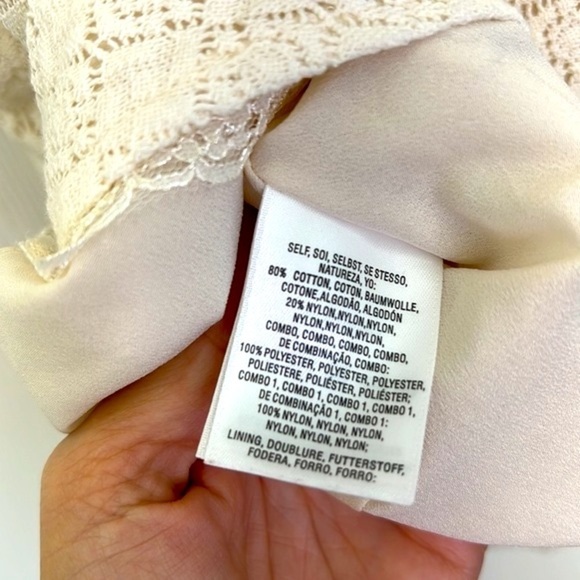 SELF, SOI, SELBST, SE STESSO,
NATUREZA, YO:
80% COTTON, COTON, BAUMWOLLE,
COTONE,ALGODÃO, ALGODÓN
20% NYLON,NYLON,NYLON,
NYLON,NYLON,NYLON,
COMBO, COMBO, COMBO, COMBO,
DE COMBINAÇÃO, COMBO:
100% POLYESTER, POLYESTER, POLYESTER,
POLIESTERE, POLIÉSTER, POLIÉSTER;
COMBO 1, COMBO 1, COMBO 1, COMBO 1,
DE COMBINAÇÃO 1, COMBO 1:
100% NYLON, NYLON, NYLON,
NYLON, NYLON, NYLON;
LINING, DOUBLURE, FUTTERSTOFF,
FODERA, FORRO, FORRO: